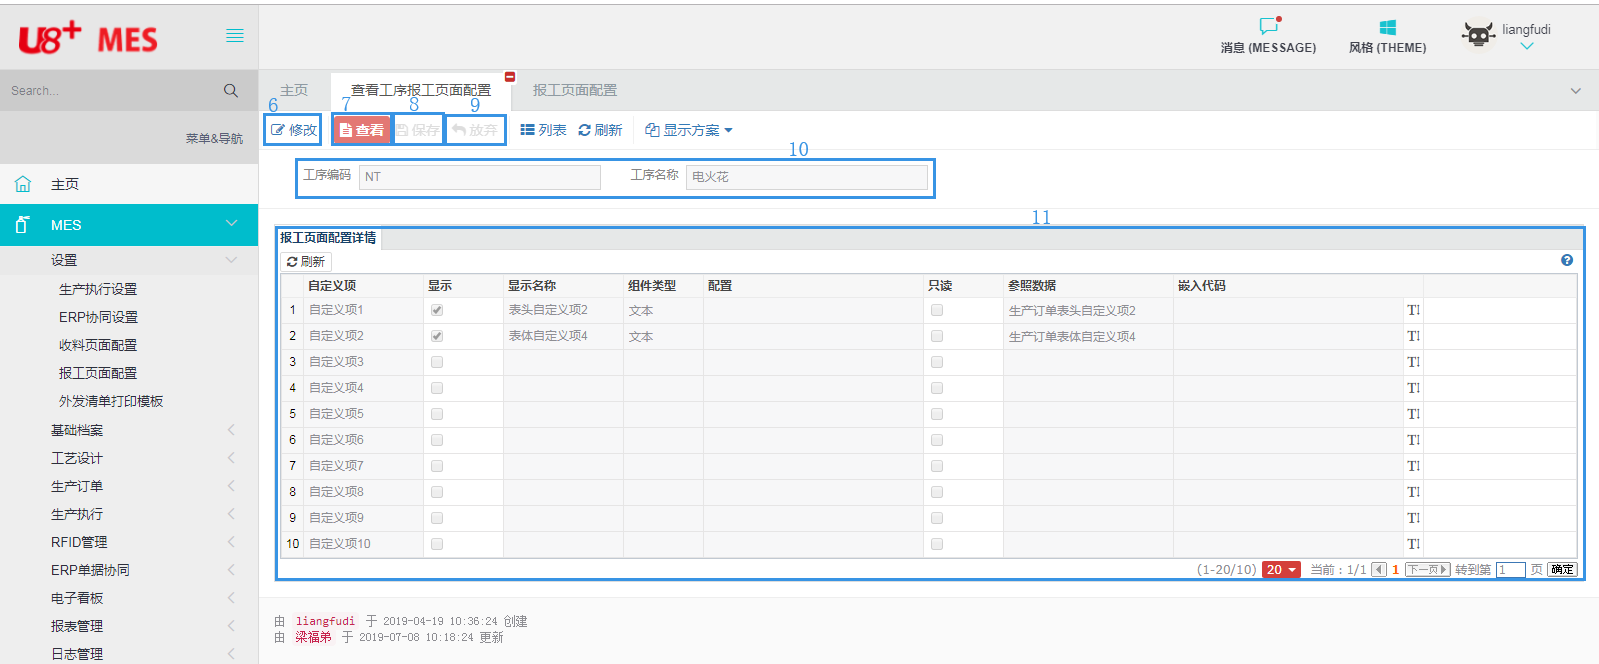 U8+ MES
消息 (MESSAGE)
风格 (THEME)
liangfudi
Search...
菜单&导航
主页
MES
设置
生产执行设置
ERP协同设置
收料页面配置
报工页面配置
外发清单打印模板
基础档案
工艺设计
生产订单
生产执行
RFID管理
ERP单据协同
电子看板
报表管理
日志管理
主页 查看工序报工页面配置 报工页面配置
6 7 8 9
修改 查看 保存 放弃 列表 刷新 显示方案
10
工序编码 NT 工序名称 电火花
11
报工页面配置详情
刷新
自定义项 显示 显示名称 组件类型 配置 只读 参照数据 嵌入代码
1 自定义项1 表头自定义项2 文本 生产订单表头自定义项2
2 自定义项2 表体自定义项4 文本 生产订单表体自定义项4
3 自定义项3
4 自定义项4
5 自定义项5
6 自定义项6
7 自定义项7
8 自定义项8
9 自定义项9
10 自定义项10
(1-20/10) 20 当前：1/1 1 下一页 转到第 1 页 确定
由 liangfudi 于 2019-04-19 10:36:24 创建
由 梁福弟 于 2019-07-08 10:18:24 更新